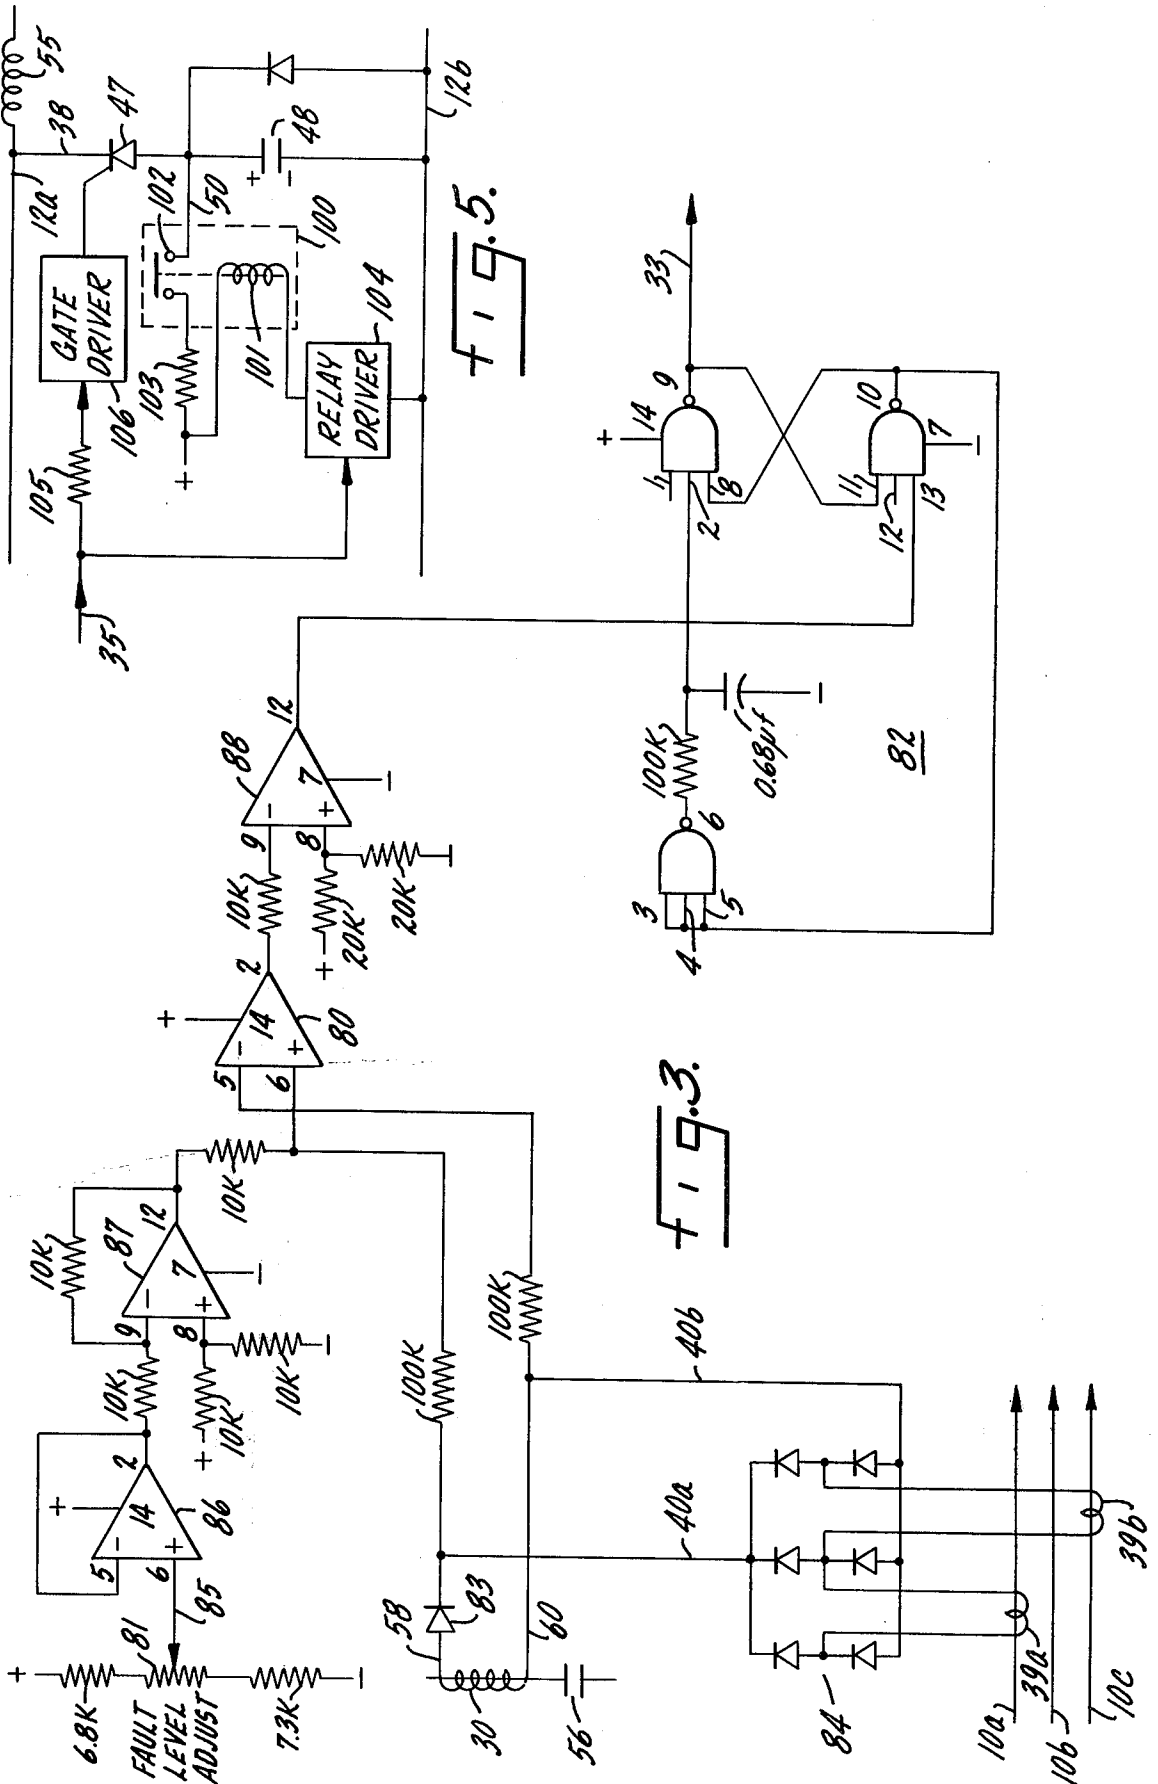 55
38
47
12a
102
50
48
12b
GATE
DRIVER
106
105
103
100
101
104
RELAY
DRIVER
35
+
+
-
Fig. 5.
33
+
14
9
1
2
8
10
11
12
13
7
100K
0.68µf
6
3
4
5
82
88
12
9
-
7
8
+
10K
20K
20K
+
2
+
14
-
+
80
5
6
10K
10K
87
12
9
-
7
8
+
10K
10K
10K
+
2
+
14
-
+
86
5
6
85
81
+
6.8K
FAULT
LEVEL
ADJUST
7.3K
100K
100K
58
83
30
60
56
40a
40b
84
39a
39b
10a
10b
10c
Fig. 3.